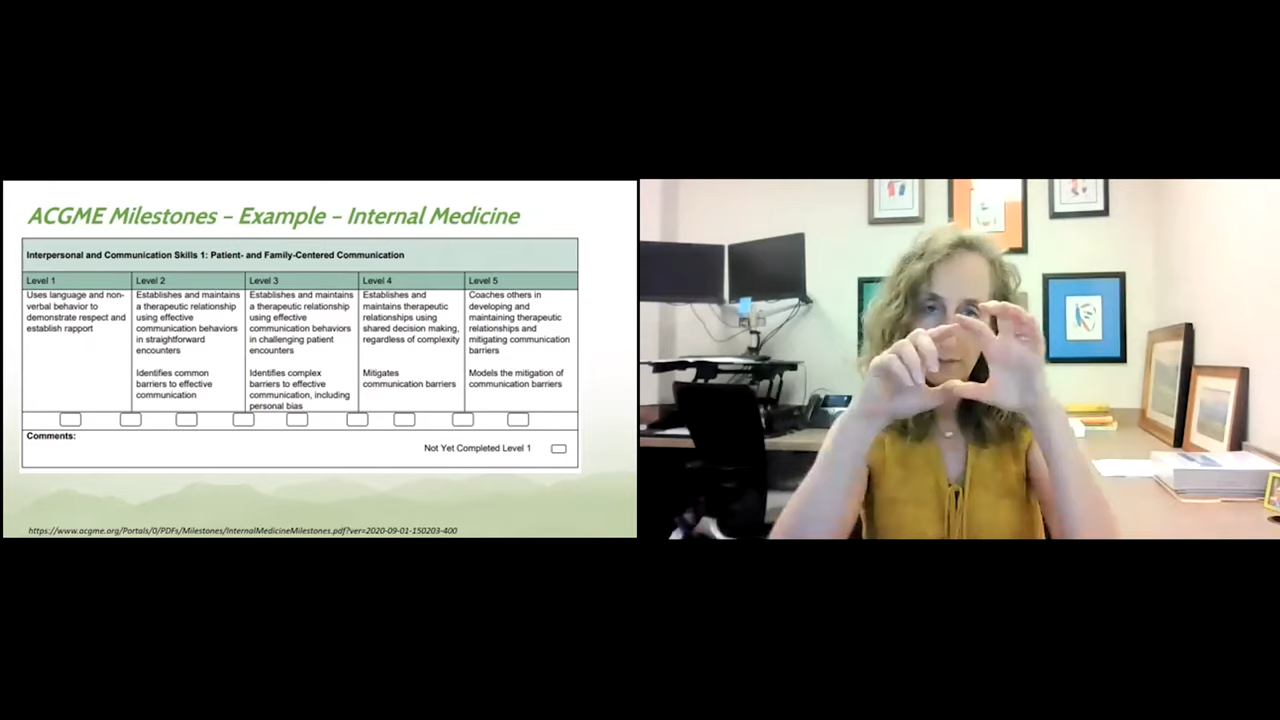 ACGME Milestones – Example – Internal Medicine
Interpersonal and Communication Skills 1: Patient- and Family-Centered Communication
Level 1
Level 2
Level 3
Level 4
Level 5
Uses language and non-
verbal behavior to
demonstrate respect and
establish rapport
Establishes and maintains
a therapeutic relationship
using effective
communication behaviors
in straightforward
encounters
Identifies common
barriers to effective
communication
Establishes and maintains
a therapeutic relationship
using effective
communication behaviors
in challenging patient
encounters
Identifies complex
barriers to effective
communication, including
personal bias
Establishes and
maintains therapeutic
relationships using
shared decision making,
regardless of complexity
Mitigates
communication barriers
Coaches others in
developing and
maintaining therapeutic
relationships and
mitigating communication
barriers
Models the mitigation of
communication barriers
Comments:
Not Yet Completed Level 1
https://www.acgme.org/Portals/0/PDFs/Milestones/InternalMedicineMilestones.pdf?ver=2020-09-01-150203-400